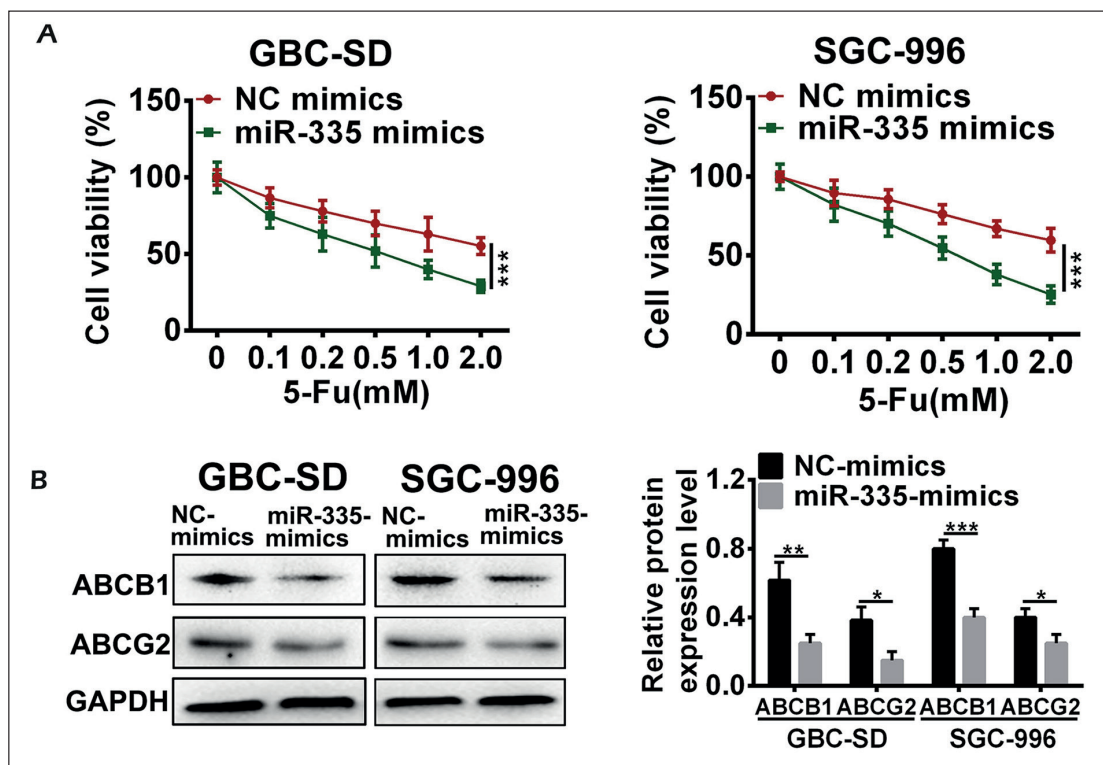 A
GBC-SD
NC mimics
miR-335 mimics
Cell viability (%)
150
100
50
0
***
0 0.1 0.2 0.5 1.0 2.0
5-Fu(mM)
SGC-996
NC mimics
miR-335 mimics
Cell viability (%)
150
100
50
0
***
0 0.1 0.2 0.5 1.0 2.0
5-Fu(mM)
B
GBC-SD SGC-996
NC-
mimics
miR-335-
mimics
NC-
mimics
miR-335-
mimics
ABCB1
ABCG2
GAPDH
NC-mimics
miR-335-mimics
Relative protein
expression level
1.2
0.8
0.4
0.0
** * *** *
ABCB1 ABCG2 ABCB1 ABCG2
GBC-SD SGC-996